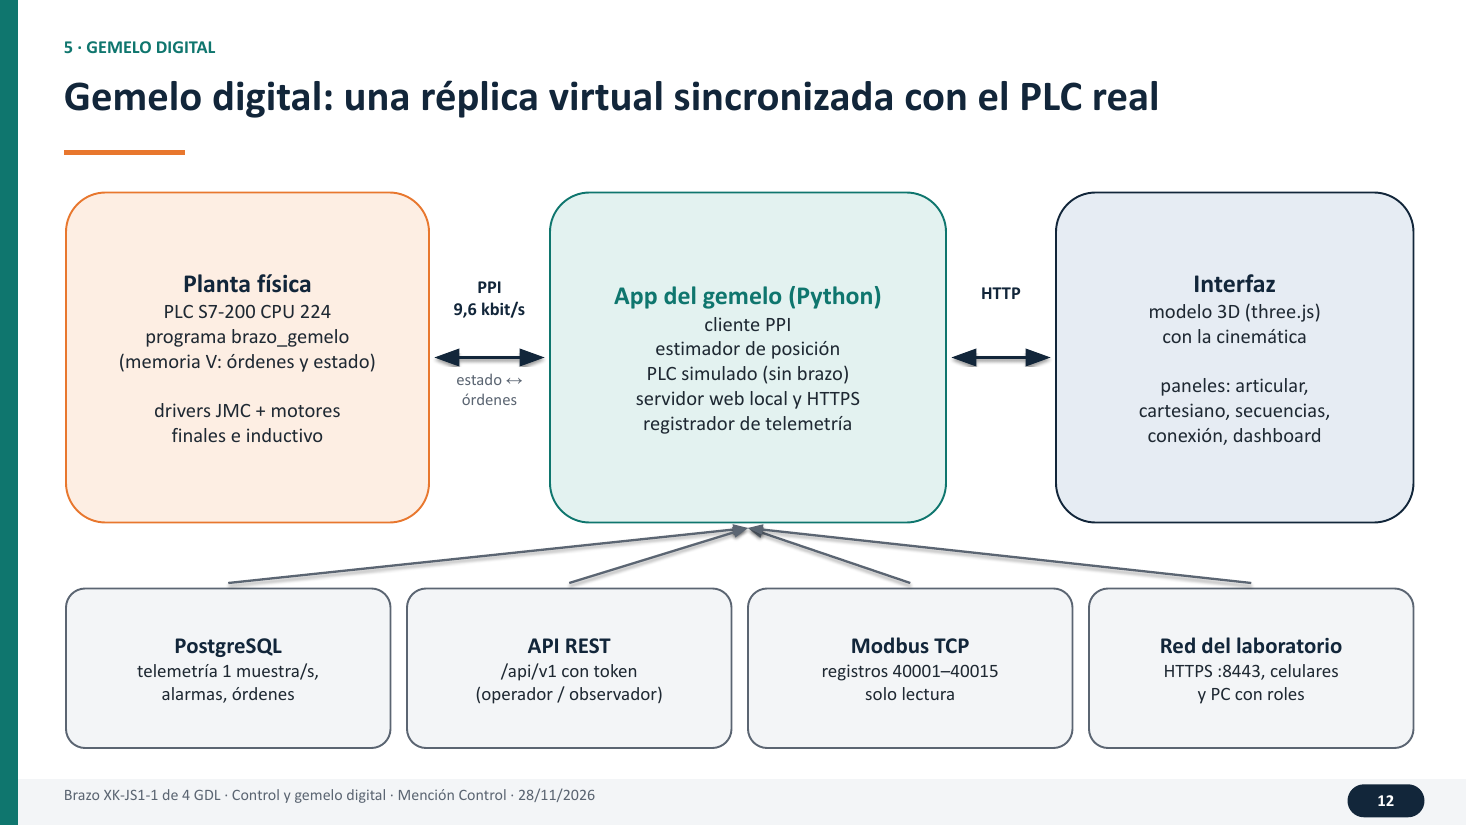 5 · GEMELO DIGITAL
Gemelo digital: una réplica virtual sincronizada con el PLC real
Planta física
PLC S7-200 CPU 224
programa brazo_gemelo
(memoria V: órdenes y estado)
drivers JMC + motores
finales e inductivo
PPI
9,6 kbit/s
estado ↔
órdenes
App del gemelo (Python)
cliente PPI
estimador de posición
PLC simulado (sin brazo)
servidor web local y HTTPS
registrador de telemetría
HTTP
Interfaz
modelo 3D (three.js)
con la cinemática
paneles: articular,
cartesiano, secuencias,
conexión, dashboard
PostgreSQL
telemetría 1 muestra/s,
alarmas, órdenes
API REST
/api/v1 con token
(operador / observador)
Modbus TCP
registros 40001–40015
solo lectura
Red del laboratorio
HTTPS :8443, celulares
y PC con roles
Brazo XK-JS1-1 de 4 GDL · Control y gemelo digital · Mención Control · 28/11/2026
12